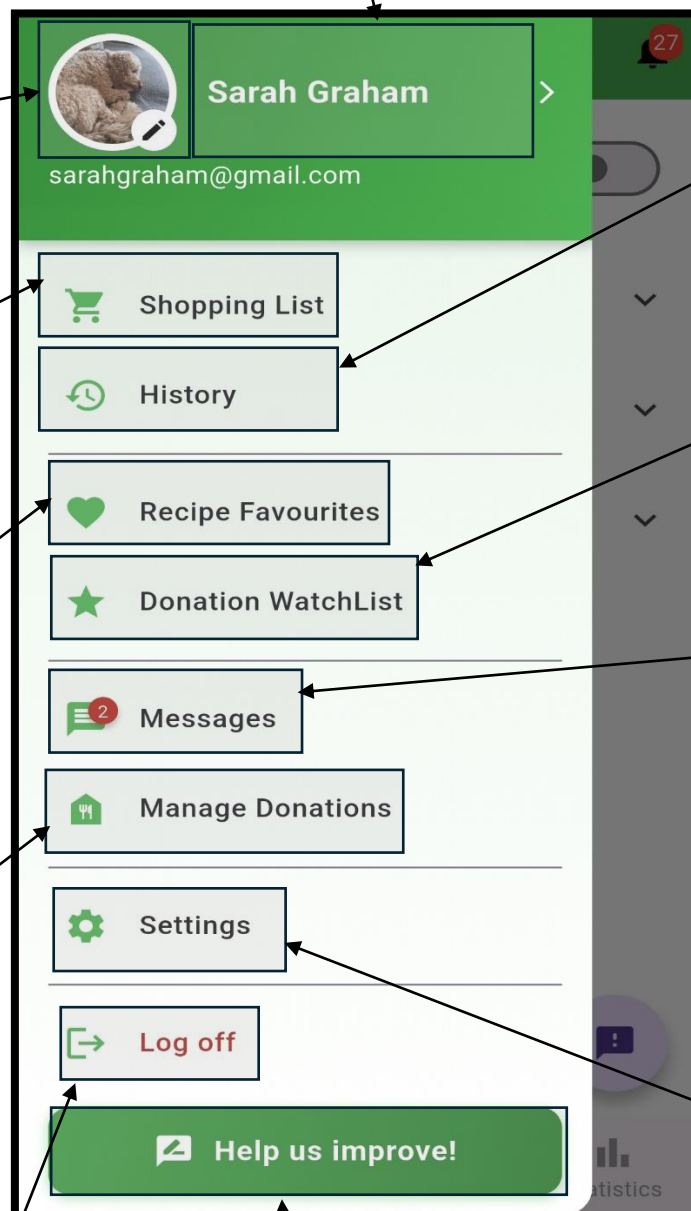 27
Sarah Graham
sarahgraham@gmail.com
Shopping List
History
Recipe Favourites
Donation WatchList
2
Messages
Manage Donations
Settings
Log off
Help us improve!
atistics